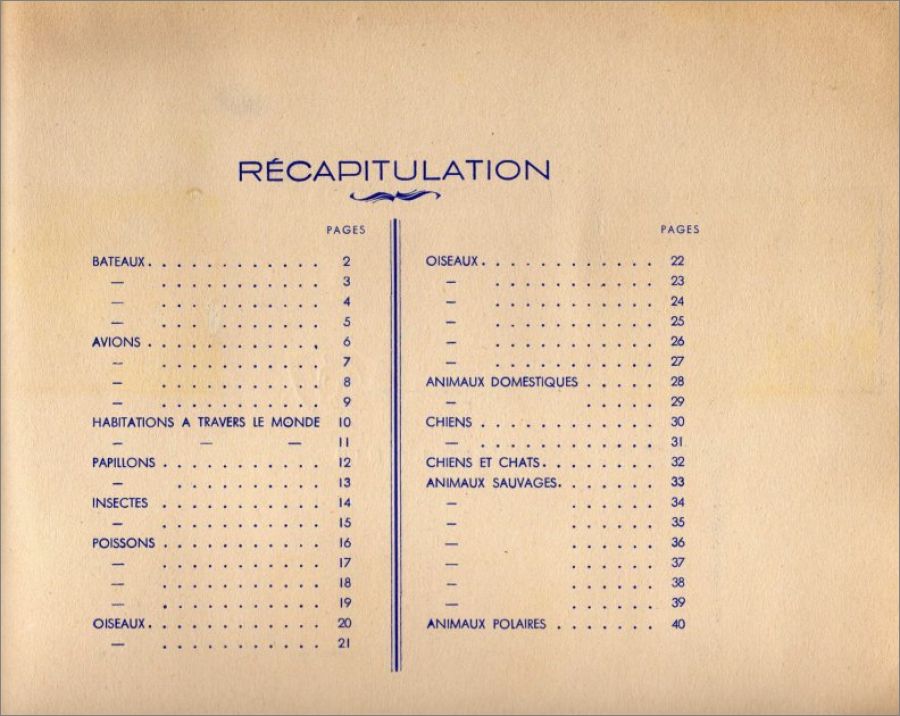 RÉCAPITULATION
PAGES
BATEAUX. . . . . . . . . . . . 2
— . . . . . . . . . . . 3
— . . . . . . . . . . . 4
— . . . . . . . . . . . 5
AVIONS . . . . . . . . . . . . 6
— . . . . . . . . . . . 7
— . . . . . . . . . . . 8
— . . . . . . . . . . . 9
HABITATIONS A TRAVERS LE MONDE 10
— — — 11
PAPILLONS . . . . . . . . . . . 12
— . . . . . . . . . . 13
INSECTES . . . . . . . . . . . 14
— . . . . . . . . . . . 15
POISSONS . . . . . . . . . . . 16
— . . . . . . . . . . . 17
— . . . . . . . . . . . 18
— . . . . . . . . . . . 19
OISEAUX. . . . . . . . . . . . 20
— . . . . . . . . . . . 21
PAGES
OISEAUX. . . . . . . . . . . . 22
— . . . . . . . . . . . 23
— . . . . . . . . . . . 24
— . . . . . . . . . . . 25
— . . . . . . . . . . . 26
— . . . . . . . . . . . 27
ANIMAUX DOMESTIQUES . . . . . 28
— . . . . . 29
CHIENS . . . . . . . . . . . . 30
— . . . . . . . . . . . . 31
CHIENS ET CHATS. . . . . . . . 32
ANIMAUX SAUVAGES. . . . . . . 33
— . . . . . . 34
— . . . . . . 35
— . . . . . . 36
— . . . . . . 37
— . . . . . . 38
— . . . . . . 39
ANIMAUX POLAIRES . . . . . . . 40